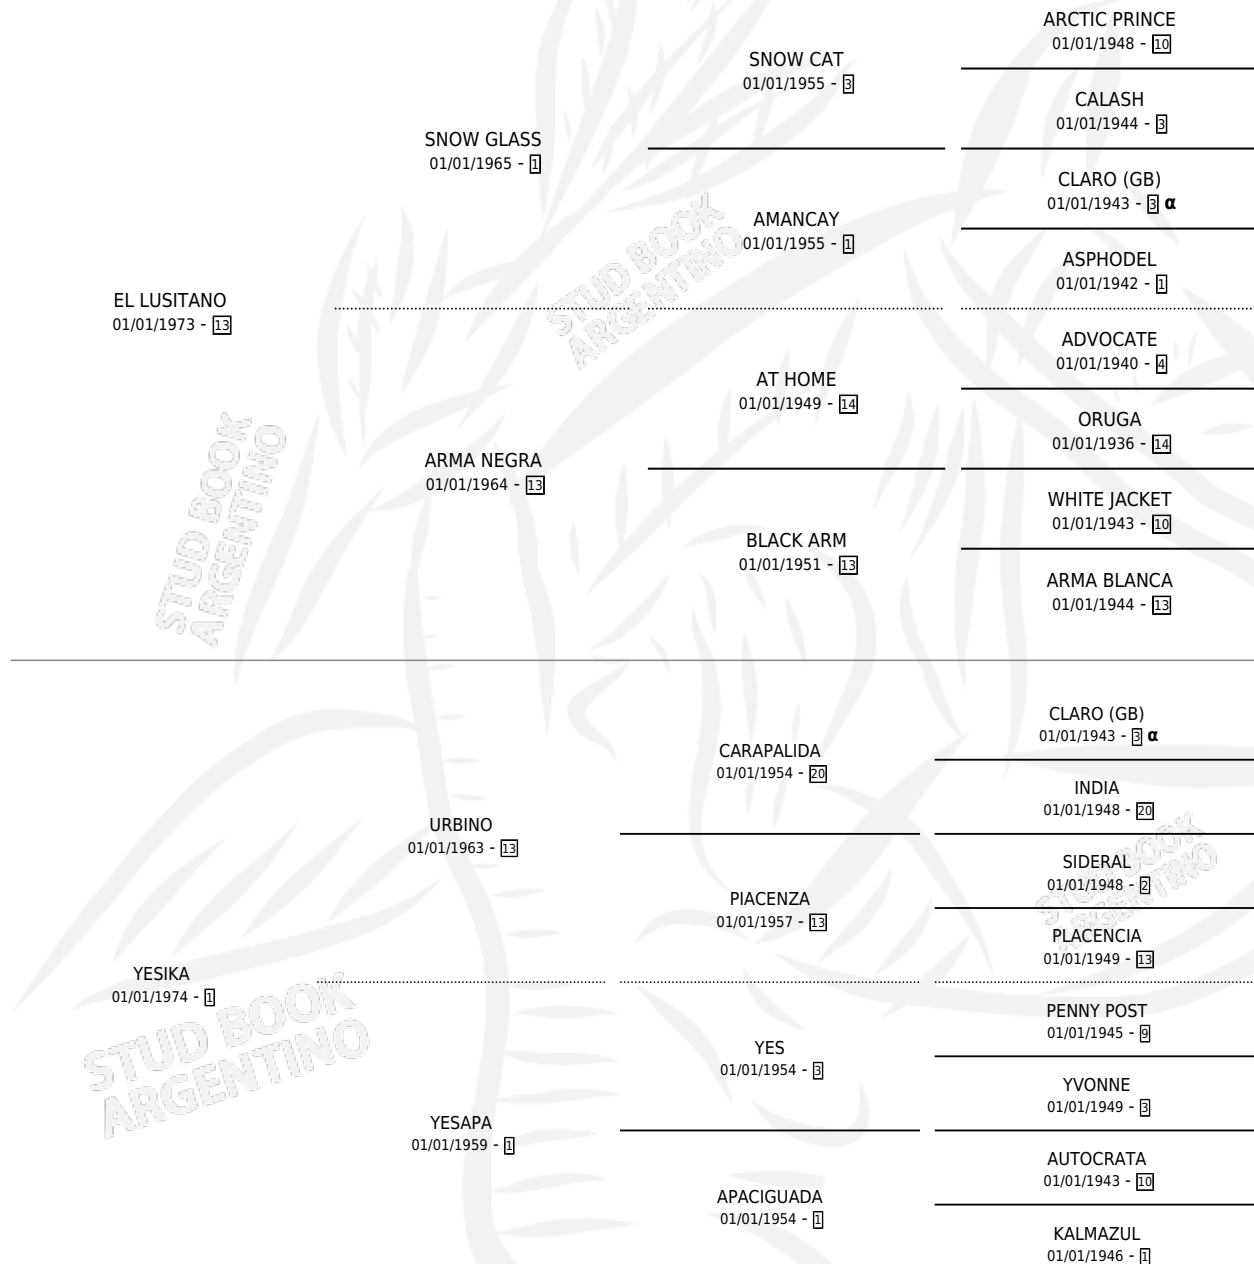 ARCTIC PRINCE
01/01/1948 - 10
SNOW CAT
01/01/1955 - 3
CALASH
01/01/1944 - 3
SNOW GLASS
01/01/1965 - 1
CLARO (GB)
01/01/1943 - 3 α
AMANCAY
01/01/1955 - 1
ASPHODEL
01/01/1942 - 1
EL LUSITANO
01/01/1973 - 13
ADVOCATE
01/01/1940 - 4
AT HOME
01/01/1949 - 14
ORUGA
01/01/1936 - 14
ARMA NEGRA
01/01/1964 - 13
WHITE JACKET
01/01/1943 - 10
BLACK ARM
01/01/1951 - 13
ARMA BLANCA
01/01/1944 - 13
CLARO (GB)
01/01/1943 - 3 α
CARAPALIDA
01/01/1954 - 20
INDIA
01/01/1948 - 20
URBINO
01/01/1963 - 13
SIDERAL
01/01/1948 - 2
PIACENZA
01/01/1957 - 13
PLACENCIA
01/01/1949 - 13
YESIKA
01/01/1974 - 1
PENNY POST
01/01/1945 - 9
YES
01/01/1954 - 3
YVONNE
01/01/1949 - 3
YESAPA
01/01/1959 - 1
AUTOCRATA
01/01/1943 - 10
APACIGUADA
01/01/1954 - 1
KALMAZUL
01/01/1946 - 1
STUD BOOK
ARGENTINO
STUD BOOK
ARGENTINO
STUD BOOK
ARGENTINO
STUD BOOK
ARGENTINO